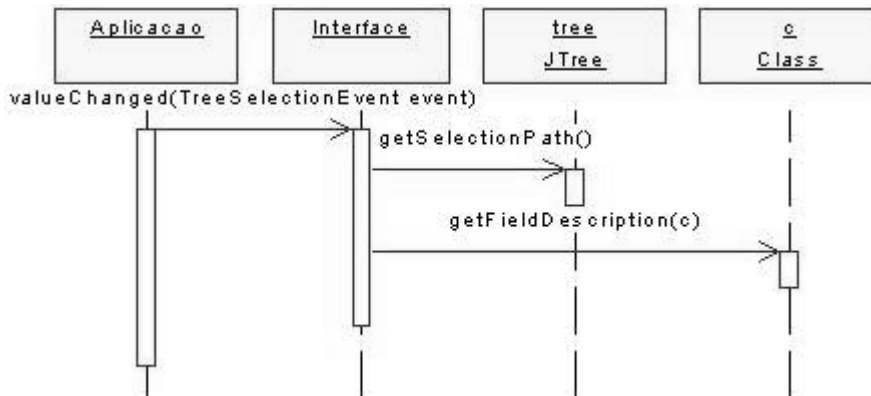 Aplicacao
Interface
tree
JTree
c
Class
valueChanged(TreeSelectionEvent event)
getSelectionPath()
getFieldDescription(c)